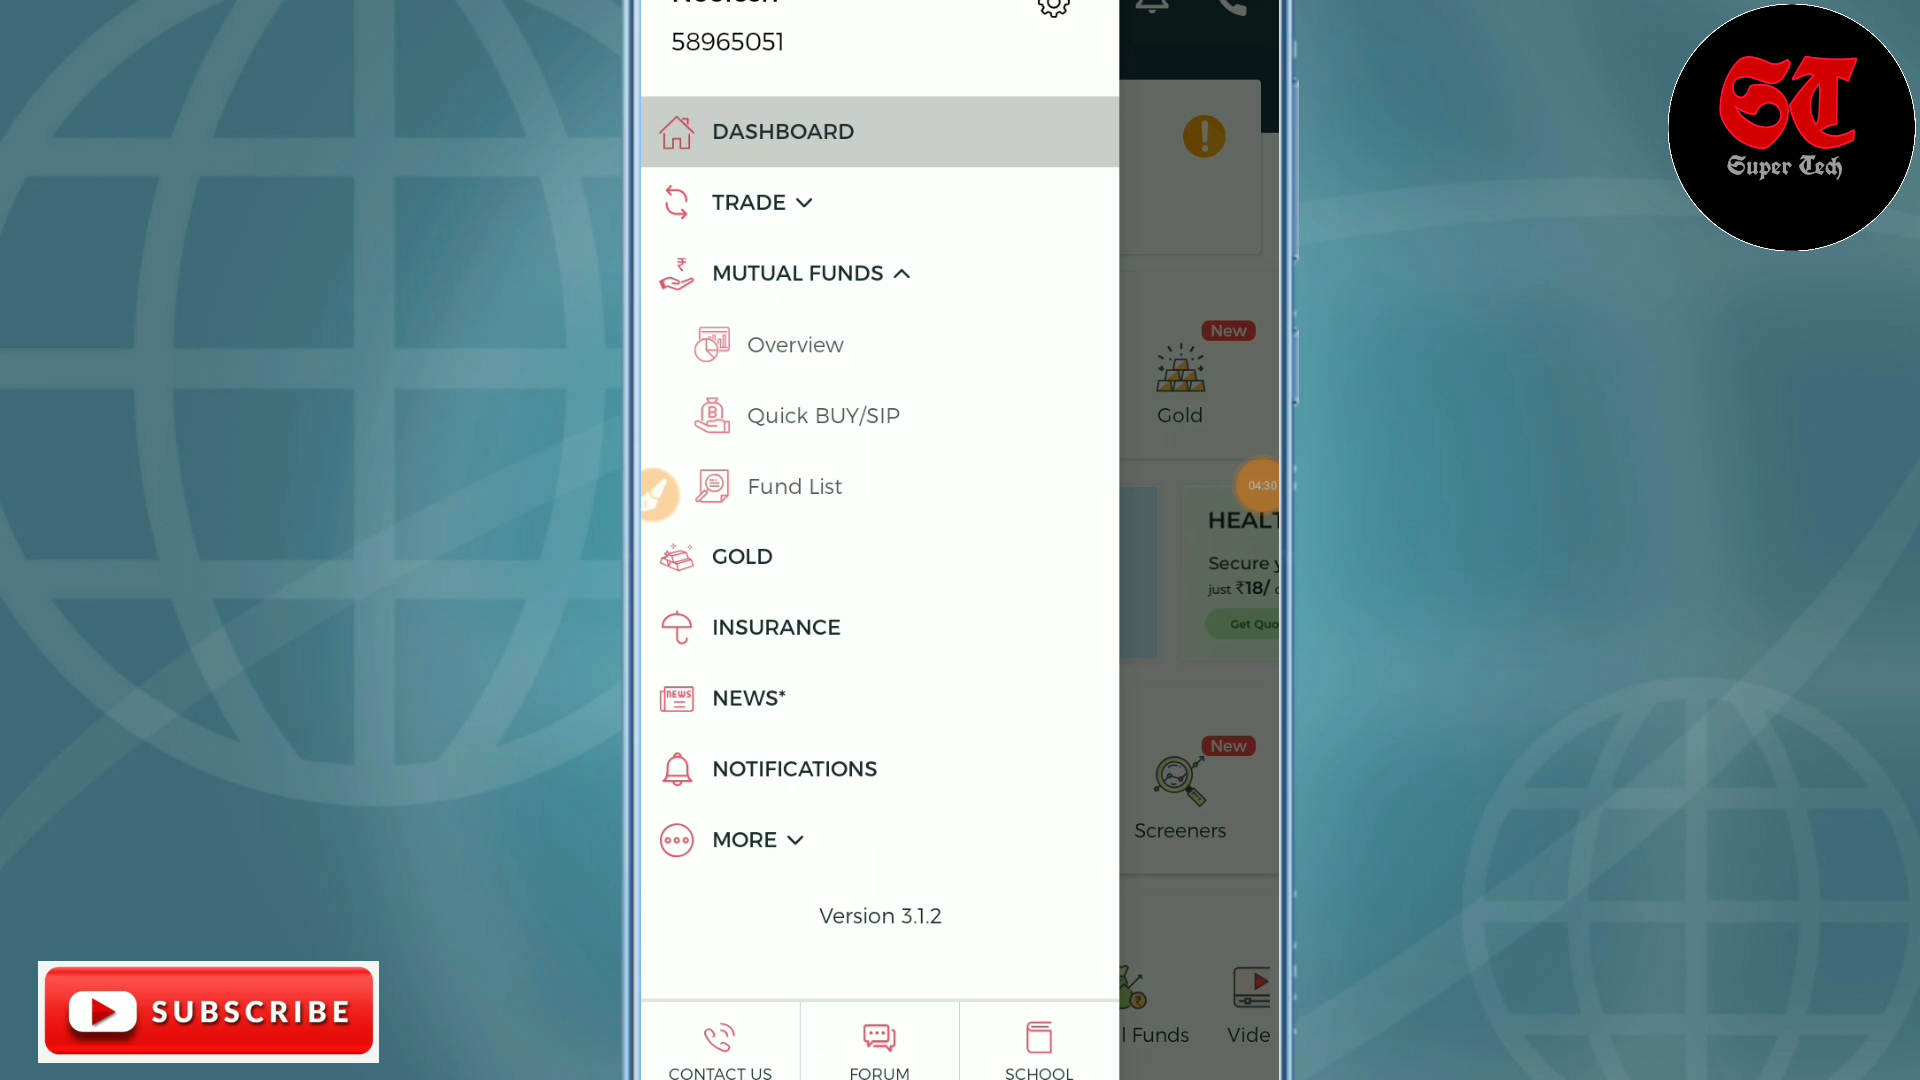 58965051
DASHBOARD
TRADE
MUTUAL FUNDS
Overview
Quick BUY/SIP
Fund List
GOLD
INSURANCE
NEWS
NEWS*
NOTIFICATIONS
MORE
Version 3.1.2
CONTACT US
FORUM
SCHOOL
New
Gold
04:30
HEALT
Secure y
just ₹18/
Get Quo
New
Screeners
l Funds
Vide
ST
Super Tech
SUBSCRIBE